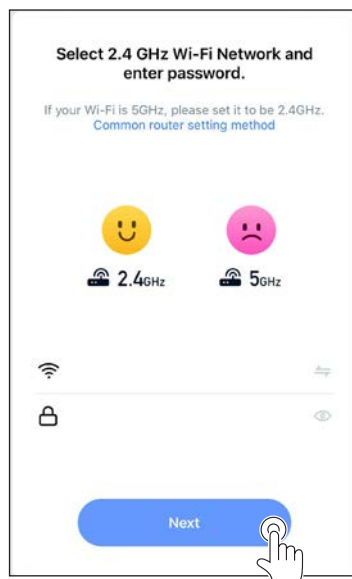 Select 2.4 GHz Wi-Fi Network and
enter password.
If your Wi-Fi is 5GHz, please set it to be 2.4GHz.
Common router setting method
2.4GHz
5GHz
Next